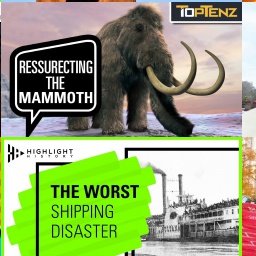 TOPTENZ
RESSURECTING
THE
MAMMOTH
HIGHLIGHT
HISTORY
THE WORST
SHIPPING
DISASTER